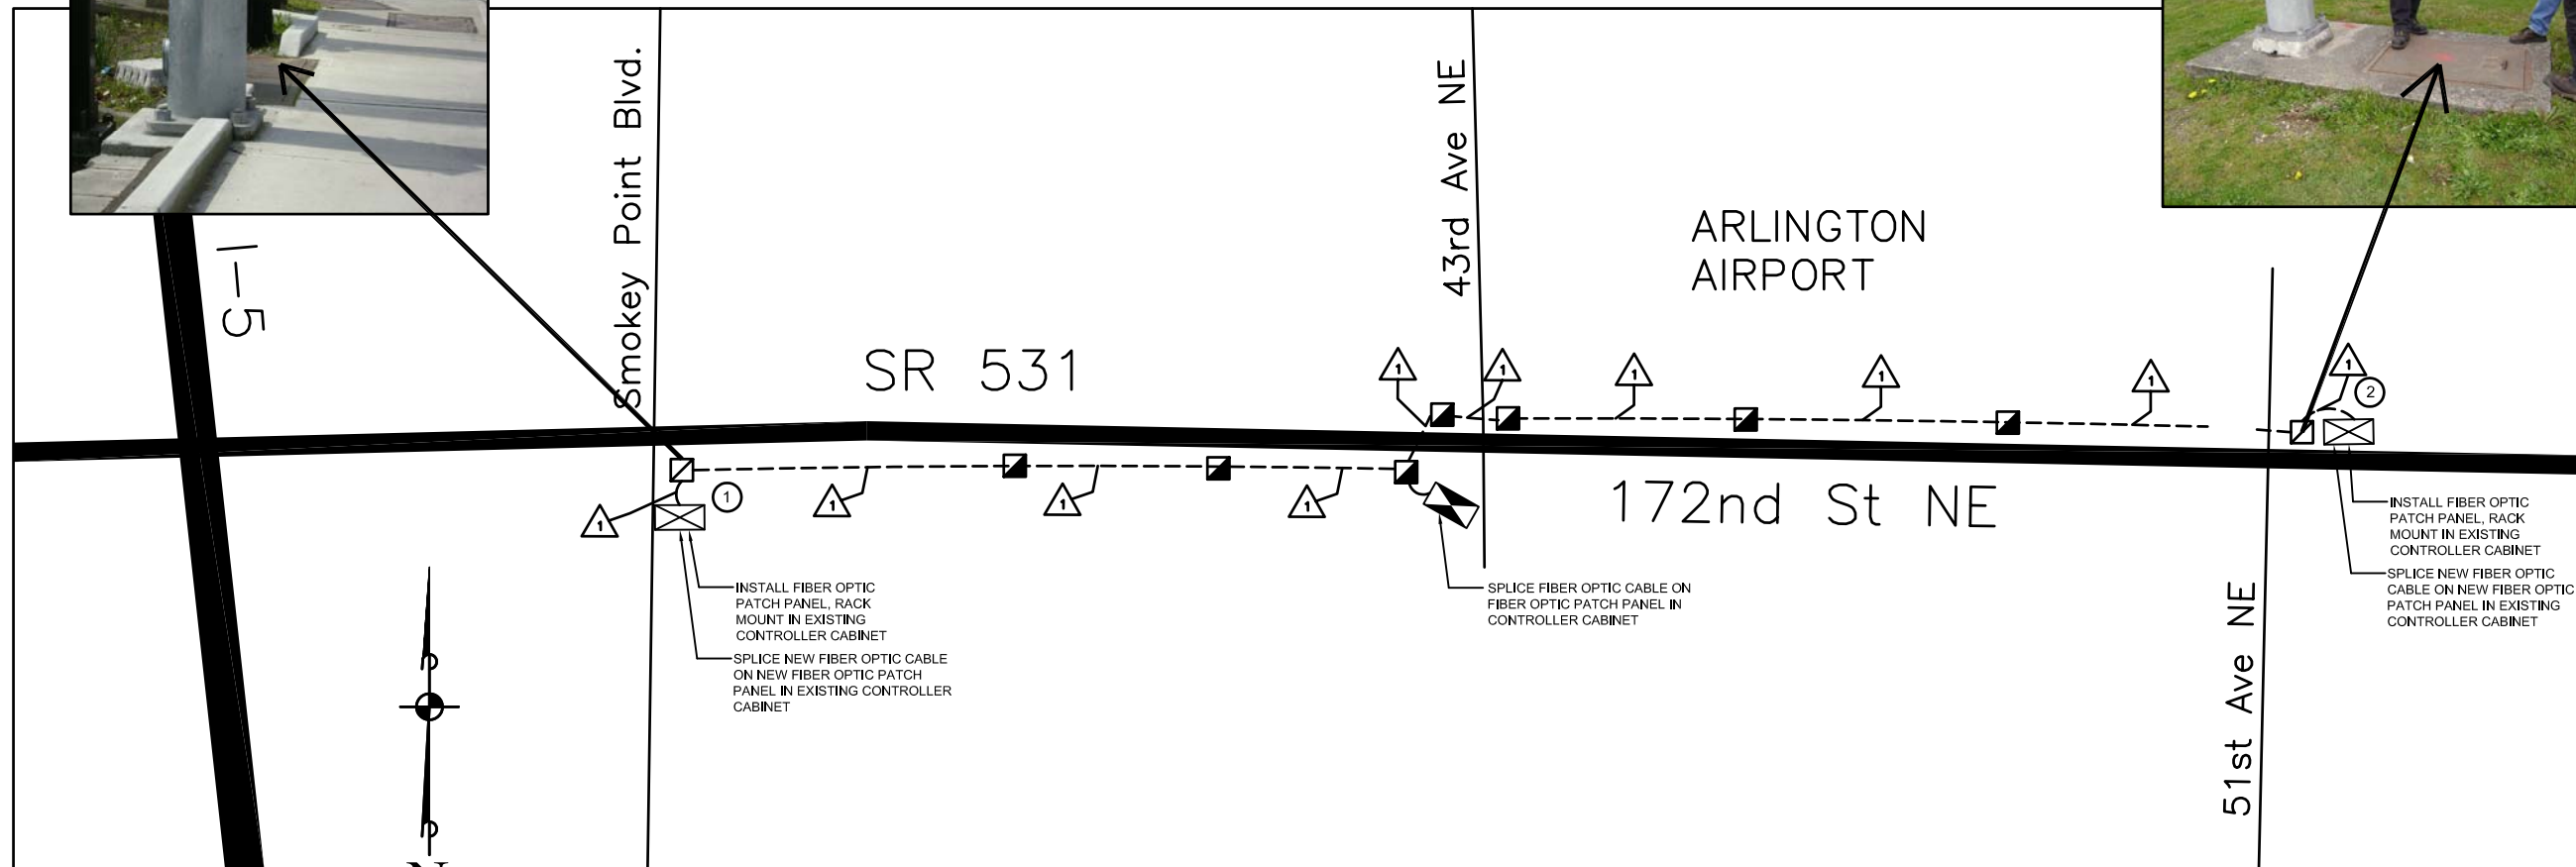 Smokey Point Blvd.
43rd Ave NE
ARLINGTON
AIRPORT
I-5
SR 531
1
1
1
1
1
1
2
1
1
1
1
1
172nd St NE
INSTALL FIBER OPTIC
PATCH PANEL, RACK
MOUNT IN EXISTING
CONTROLLER CABINET
SPLICE NEW FIBER OPTIC CABLE
ON NEW FIBER OPTIC PATCH
PANEL IN EXISTING CONTROLLER
CABINET
SPLICE FIBER OPTIC CABLE ON
FIBER OPTIC PATCH PANEL IN
CONTROLLER CABINET
INSTALL FIBER OPTIC
PATCH PANEL, RACK
MOUNT IN EXISTING
CONTROLLER CABINET
SPLICE NEW FIBER OPTIC
CABLE ON NEW FIBER OPTIC
PATCH PANEL IN EXISTING
CONTROLLER CABINET
51st Ave NE